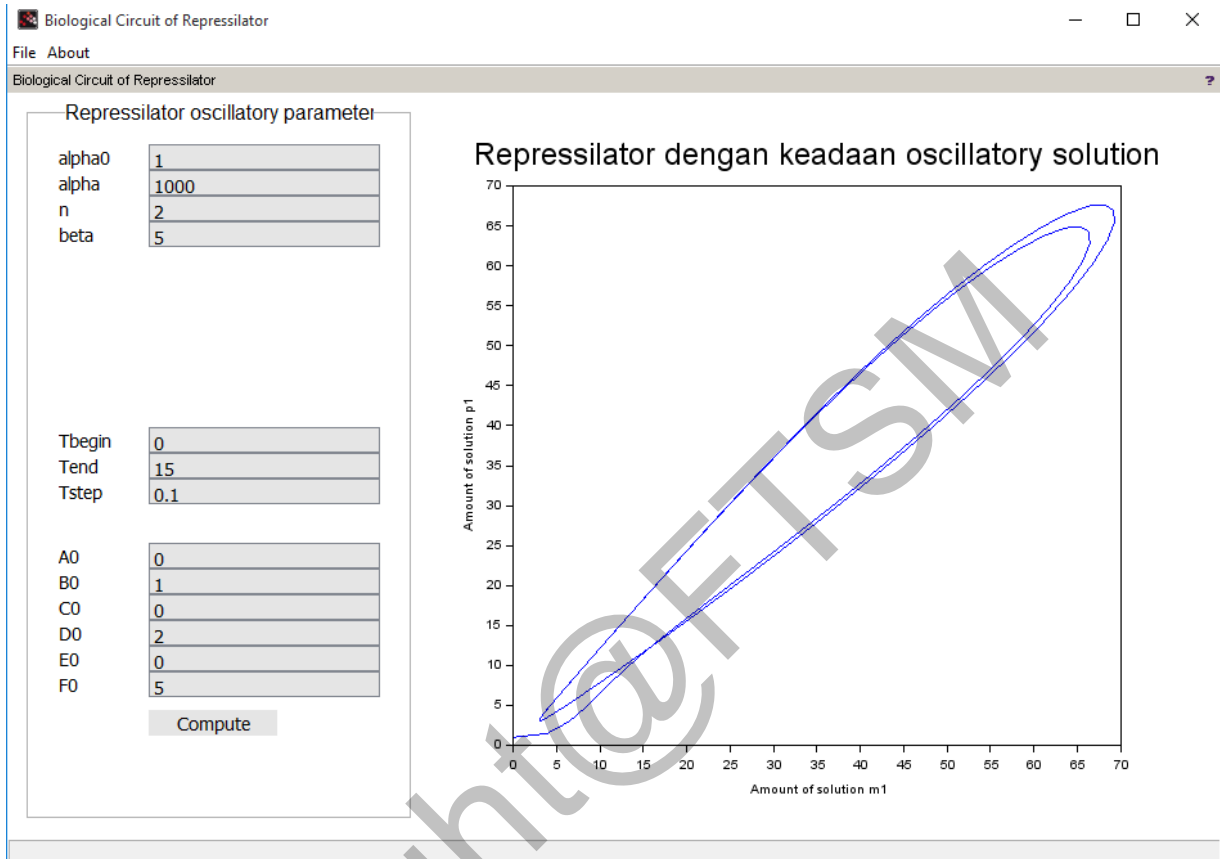 Biological Circuit of Repressilator
File About
Biological Circuit of Repressilator ?
Repressilator oscillatory parameter
alpha0 1
alpha 1000
n 2
beta 5
Tbegin 0
Tend 15
Tstep 0.1
A0 0
B0 1
C0 0
D0 2
E0 0
F0 5
Compute
Repressilator dengan keadaan oscillatory solution
70
65
60
55
50
45
40
35
30
25
20
15
10
5
0
Amount of solution p1
0 5 10 15 20 25 30 35 40 45 50 55 60 65 70
Amount of solution m1
ht@FTSM